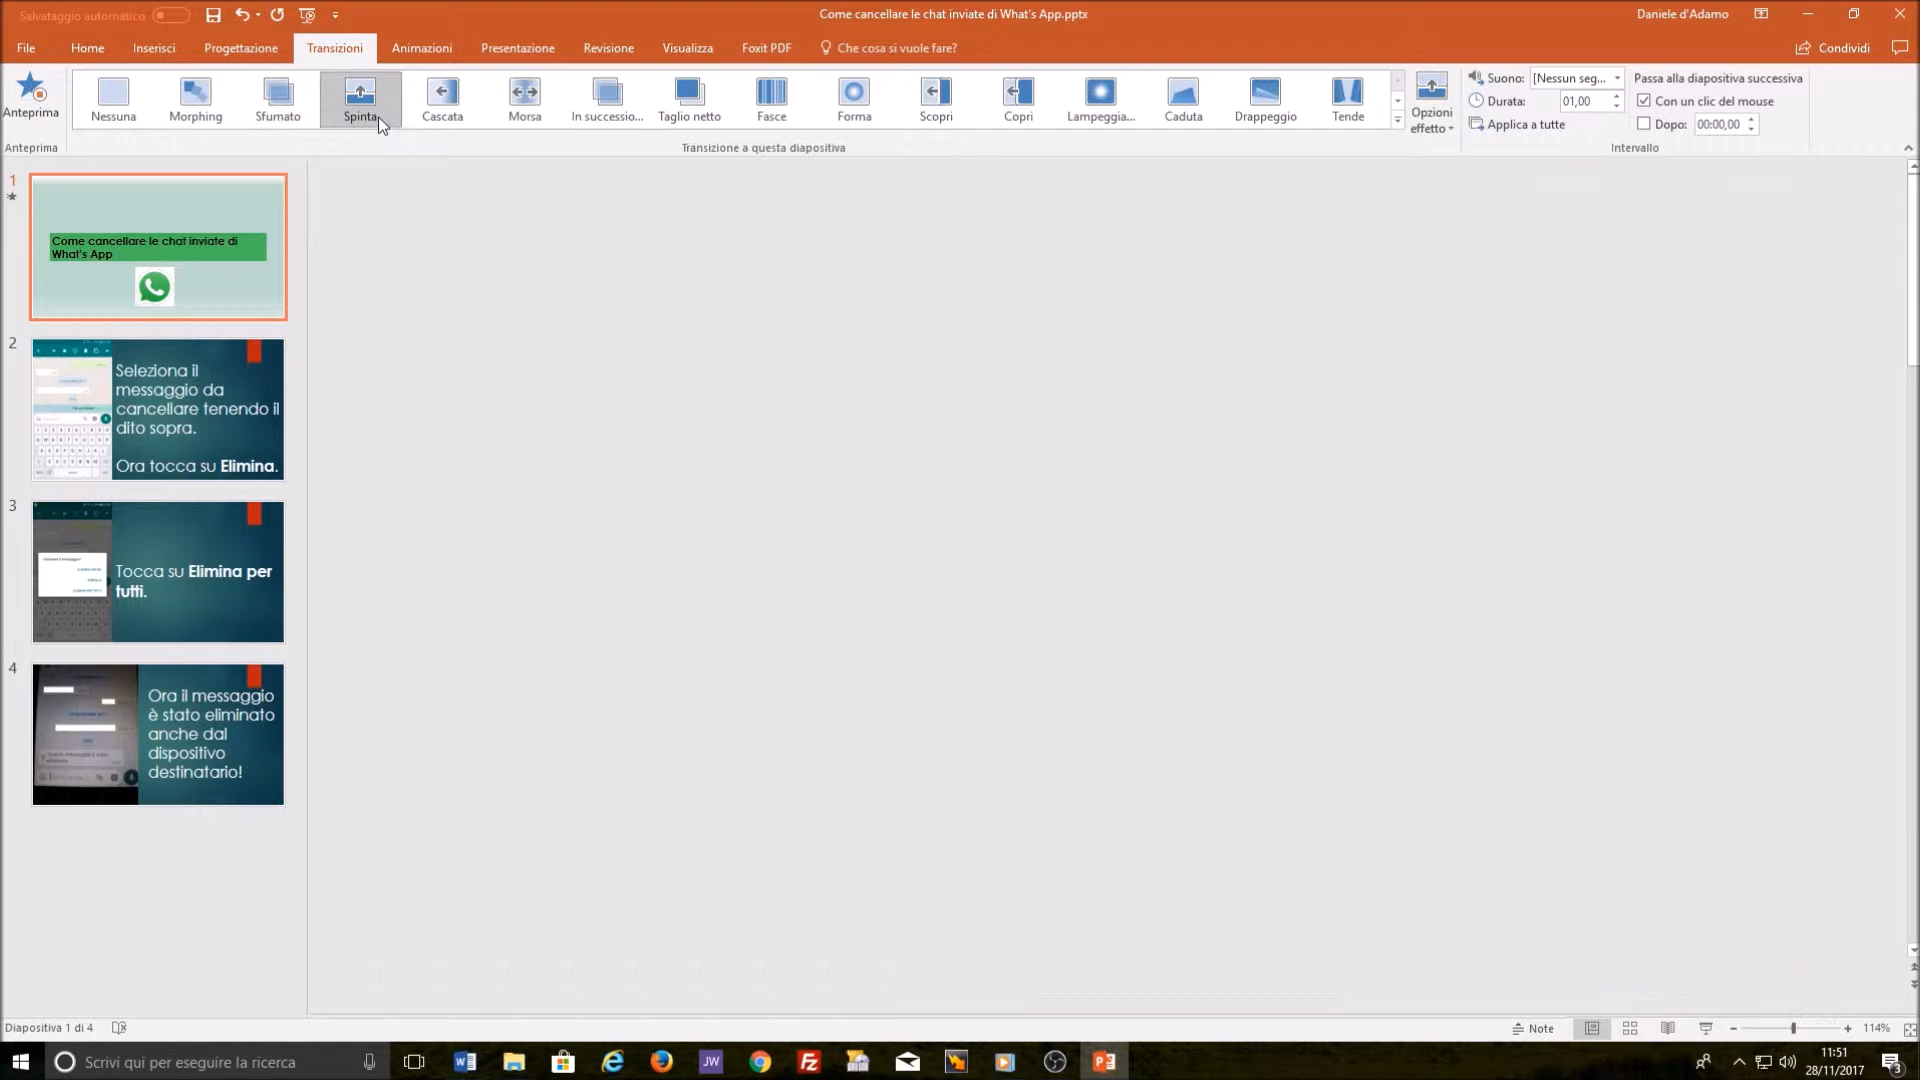 Salvataggio automatico
Come cancellare le chat inviate di What's App.pptx
Daniele d'Adamo
File Home Inserisci Progettazione Transizioni Animazioni Presentazione Revisione Visualizza Foxit PDF Che cosa si vuole fare? Condividi
Anteprima
Nessuna Morphing Sfumato Spinta Cascata Morsa In successio... Taglio netto Fasce Forma Scopri Copri Lampeggia... Caduta Drappeggio Tende
Opzioni
effetto
Suono: [Nessun seg...
Durata: 01,00
Applica a tutte
Passa alla diapositiva successiva
Con un clic del mouse
Dopo: 00:00,00
Anteprima
Transizione a questa diapositiva
Intervallo
1
Come cancellare le chat inviate di
What's App
2
Seleziona il
messaggio da
cancellare tenendo il
dito sopra.
Ora tocca su Elimina.
3
Tocca su Elimina per
tutti.
4
Ora il messaggio
è stato eliminato
anche dal
dispositivo
destinatario!
Diapositiva 1 di 4
Note
114%
Scrivi qui per eseguire la ricerca
JW
11:51
28/11/2017
3